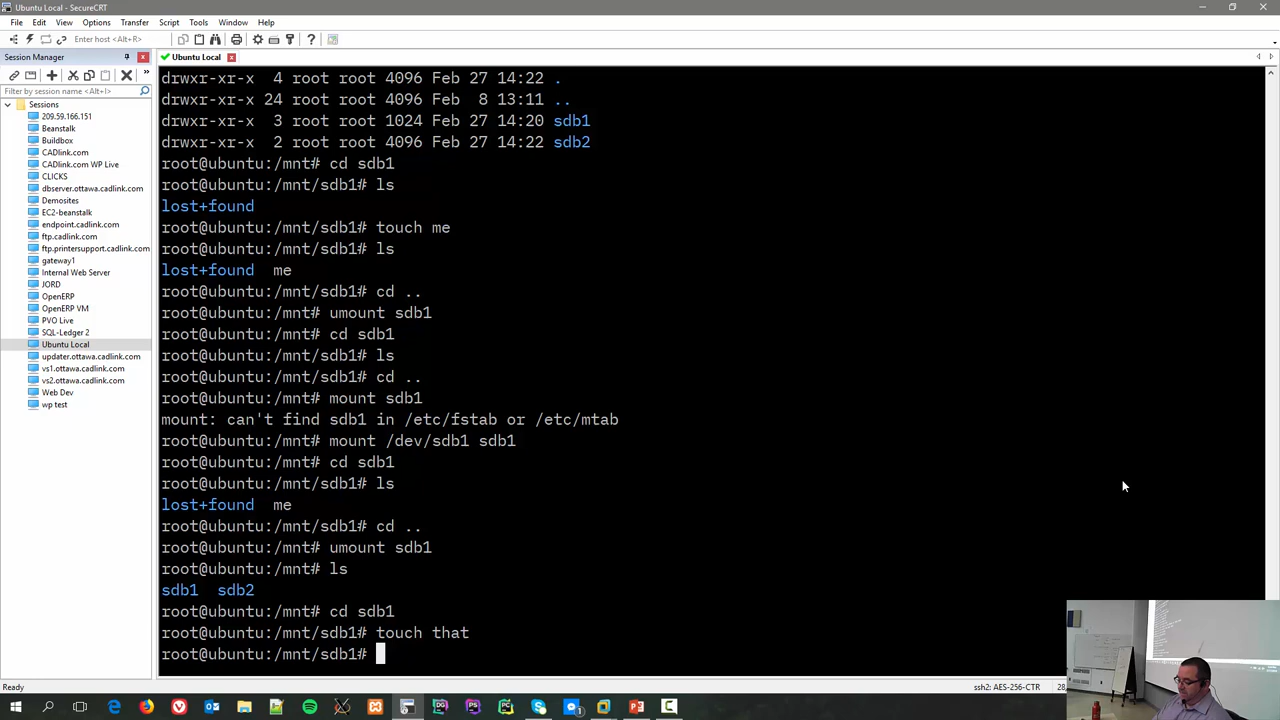 Ubuntu Local - SecureCRT
File Edit View Options Transfer Script Tools Window Help
Enter host <Alt+R>
Session Manager
Ubuntu Local
Filter by session name <Alt+I>
Sessions
209.59.166.151
Beanstalk
Buildbox
CADlink.com
CADlink.com WP Live
CLICKS
dbserver.ottawa.cadlink.com
Demosites
EC2-beanstalk
endpoint.cadlink.com
ftp.cadlink.com
ftp.printersupport.cadlink.com
gateway1
Internal Web Server
JORD
OpenERP
OpenERP VM
PVO Live
SQL-Ledger 2
Ubuntu Local
updater.ottawa.cadlink.com
vs1.ottawa.cadlink.com
vs2.ottawa.cadlink.com
Web Dev
wp test
drwxr-xr-x 4 root root 4096 Feb 27 14:22 .
drwxr-xr-x 24 root root 4096 Feb 8 13:11 ..
drwxr-xr-x 3 root root 1024 Feb 27 14:20 sdb1
drwxr-xr-x 2 root root 4096 Feb 27 14:22 sdb2
root@ubuntu:/mnt# cd sdb1
root@ubuntu:/mnt/sdb1# ls
lost+found
root@ubuntu:/mnt/sdb1# touch me
root@ubuntu:/mnt/sdb1# ls
lost+found me
root@ubuntu:/mnt/sdb1# cd ..
root@ubuntu:/mnt# umount sdb1
root@ubuntu:/mnt# cd sdb1
root@ubuntu:/mnt/sdb1# ls
root@ubuntu:/mnt/sdb1# cd ..
root@ubuntu:/mnt# mount sdb1
mount: can't find sdb1 in /etc/fstab or /etc/mtab
root@ubuntu:/mnt# mount /dev/sdb1 sdb1
root@ubuntu:/mnt# cd sdb1
root@ubuntu:/mnt/sdb1# ls
lost+found me
root@ubuntu:/mnt/sdb1# cd ..
root@ubuntu:/mnt# umount sdb1
root@ubuntu:/mnt# ls
sdb1 sdb2
root@ubuntu:/mnt# cd sdb1
root@ubuntu:/mnt/sdb1# touch that
root@ubuntu:/mnt/sdb1#
Ready
ssh2: AES-256-CTR
28,